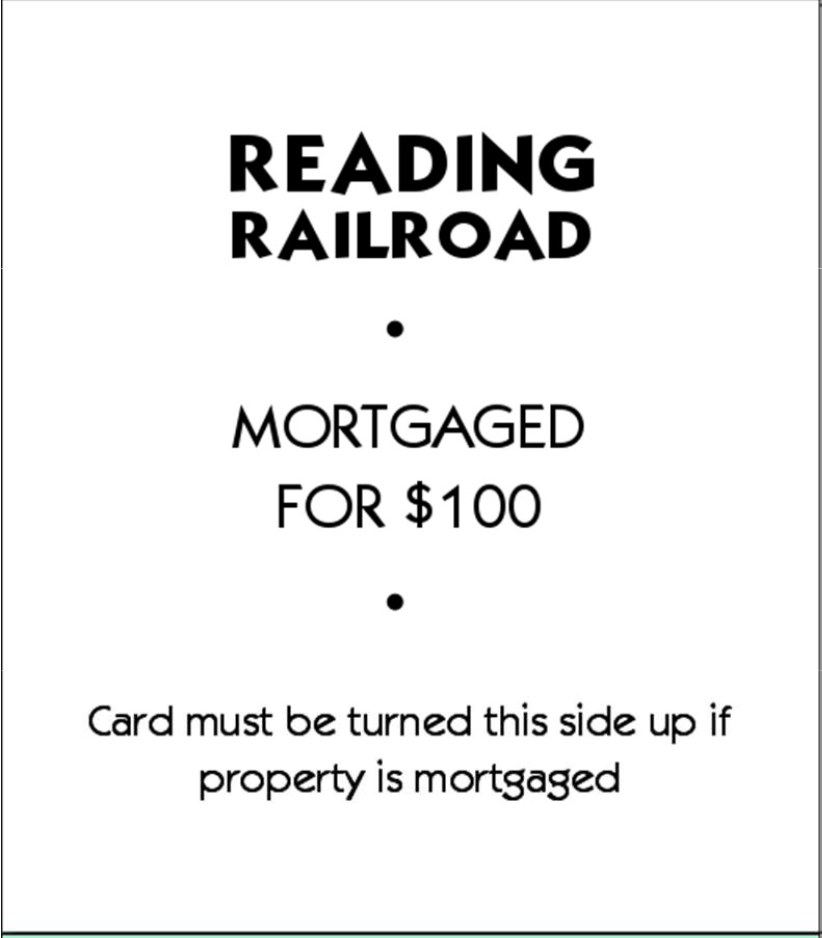 READING
RAILROAD
•
MORTGAGED
FOR $100
•
Card must be turned this side up if
property is mortgaged